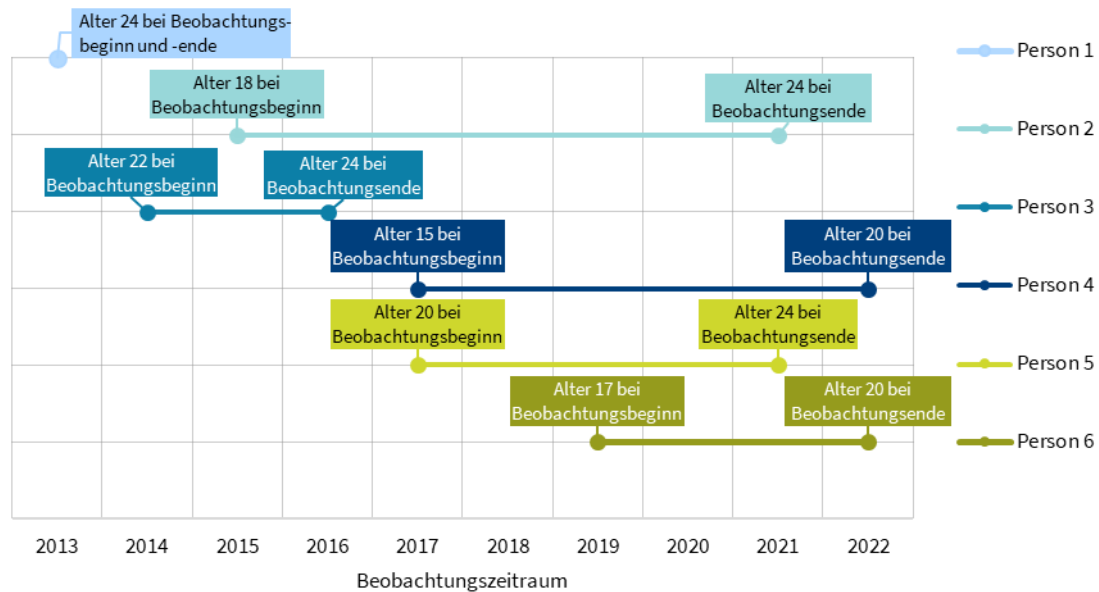 Alter 24 bei Beobachtungs-
beginn und -ende
Person 1
Alter 18 bei
Beobachtungsbeginn
Alter 24 bei
Beobachtungsende
Person 2
Alter 22 bei
Beobachtungsbeginn
Alter 24 bei
Beobachtungsende
Person 3
Alter 15 bei
Beobachtungsbeginn
Alter 20 bei
Beobachtungsende
Person 4
Alter 20 bei
Beobachtungsbeginn
Alter 24 bei
Beobachtungsende
Person 5
Alter 17 bei
Beobachtungsbeginn
Alter 20 bei
Beobachtungsende
Person 6
2013 2014 2015 2016 2017 2018 2019 2020 2021 2022
Beobachtungszeitraum